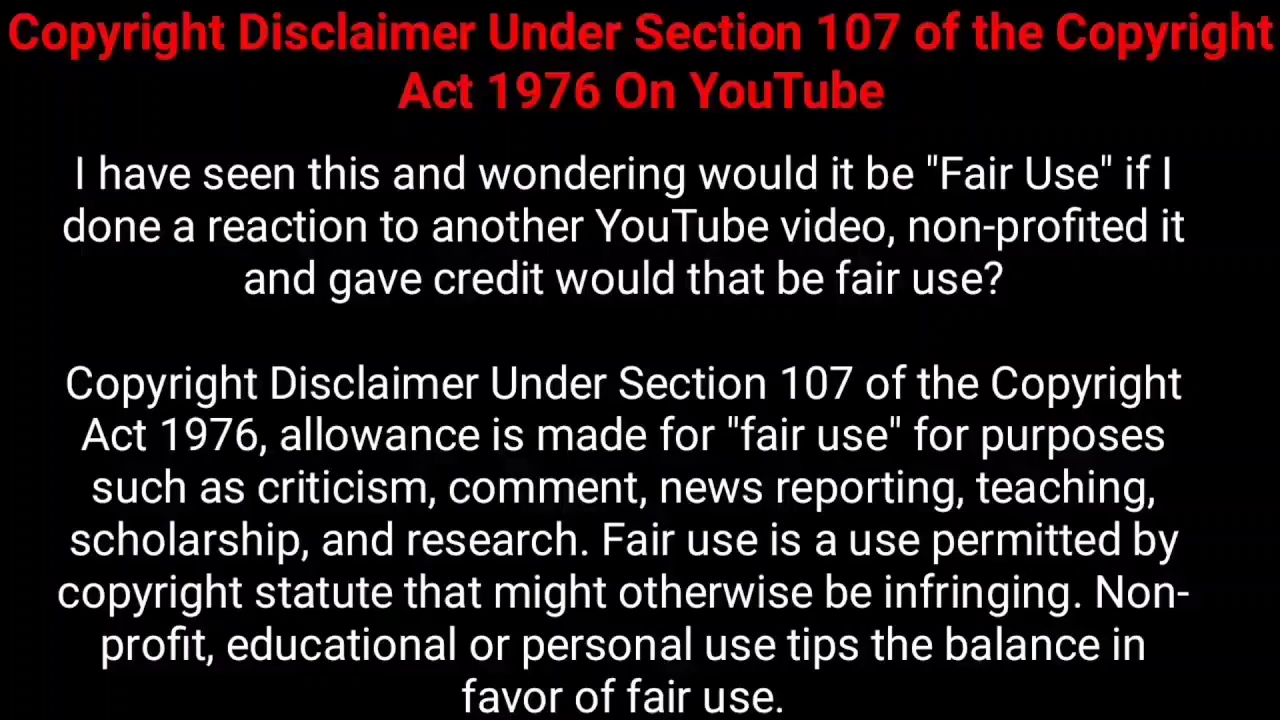 Copyright Disclaimer Under Section 107 of the Copyright
Act 1976 On YouTube
I have seen this and wondering would it be "Fair Use" if I
done a reaction to another YouTube video, non-profited it
and gave credit would that be fair use?
Copyright Disclaimer Under Section 107 of the Copyright
Act 1976, allowance is made for "fair use" for purposes
such as criticism, comment, news reporting, teaching,
scholarship, and research. Fair use is a use permitted by
copyright statute that might otherwise be infringing. Non-
profit, educational or personal use tips the balance in
favor of fair use.